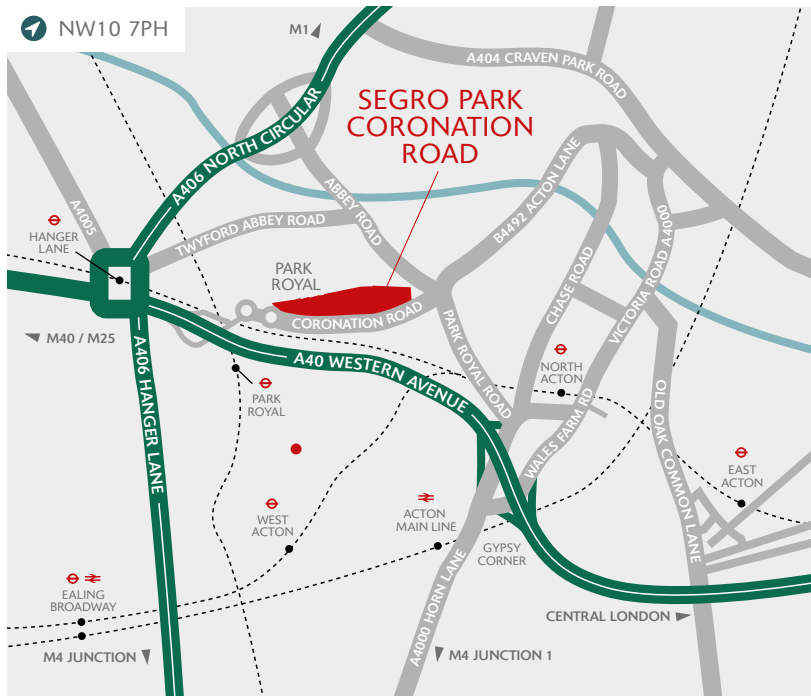 NW10 7PH
M1
A404 CRAVEN PARK ROAD
SEGRO PARK
CORONATION
ROAD
A406 NORTH CIRCULAR
A4005
ABBEY ROAD
B4492 ACTON LANE
TWYFORD ABBEY ROAD
HANGER
LANE
PARK
ROYAL
CORONATION ROAD
CHASE ROAD
VICTORIA ROAD A4000
M40 / M25
A406 HANGER LANE
A40 WESTERN AVENUE
PARK ROYAL ROAD
NORTH
ACTON
PARK
ROYAL
WALES FARM RD
OLD OAK COMMON LANE
EAST
ACTON
WEST
ACTON
ACTON
MAIN LINE
GYPSY
CORNER
EALING
BROADWAY
A4000 HORN LANE
CENTRAL LONDON
M4 JUNCTION
M4 JUNCTION 1